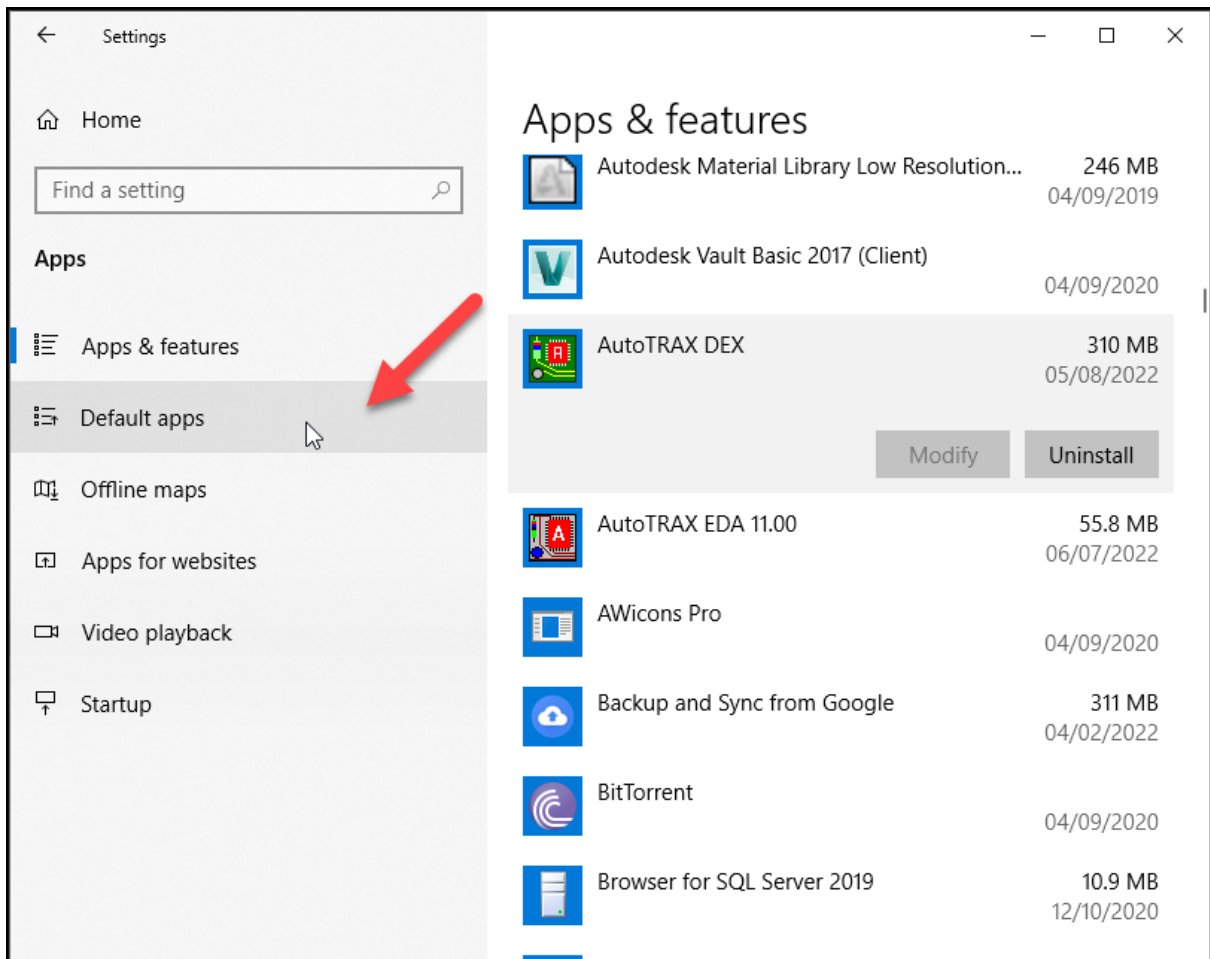 Settings
Home
Find a setting
Apps
Apps & features
Default apps
Offline maps
Apps for websites
Video playback
Startup
Apps & features
Autodesk Material Library Low Resolution... 246 MB
04/09/2019
Autodesk Vault Basic 2017 (Client)
04/09/2020
AutoTRAX DEX 310 MB
05/08/2022
Modify Uninstall
AutoTRAX EDA 11.00 55.8 MB
06/07/2022
AWicons Pro
04/09/2020
Backup and Sync from Google 311 MB
04/02/2022
BitTorrent
04/09/2020
Browser for SQL Server 2019 10.9 MB
12/10/2020